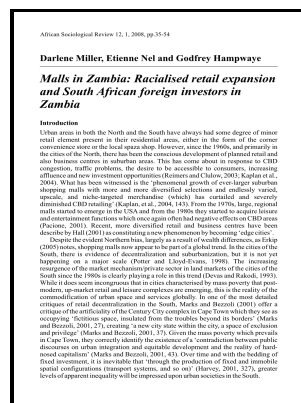 African Sociological Review 12, 1, 2008, pp.35-54
Darlene Miller, Etienne Nel and Godfrey Hampwaye
Malls in Zambia: Racialised retail expansion
and South African foreign investors in
Zambia
Introduction
Urban areas in both the North and the South have always had some degree of minor
retail element present in their residential areas, either in the form of the corner
convenience store or the local spaza shop. However, since the 1960s, and primarily in
the cities of the North, there has been the conscious development of planned retail and
also business centres in suburban areas. This has come about in response to CBD
congestion, traffic problems, the desire to be accessible to consumers, increasing
affluence and new investment opportunities (Reimers and Clulow, 2003; Kaplan et al.,
2004). What has been witnessed is the 'phenomenal growth of ever-larger suburban
shopping malls with more and more diversified selections and endlessly varied,
upscale, and niche-targeted merchandise (which) has curtailed and severely
diminished CBD retailing' (Kaplan et al., 2004, 143). From the 1970s, large, regional
malls started to emerge in the USA and from the 1980s they started to acquire leisure
and entertainment functions which once again often had negative effects on CBD areas
(Pacione, 2001). Recent, more diversified retail and business centres have been
described by Hall (2001) as constituting a new phenomenon by becoming 'edge cities'.
Despite the evident Northern bias, largely as a result of wealth differences, as Erkip
(2005) notes, shopping malls now appear to be part of a global trend. In the cities of the
South, there is evidence of decentralization and suburbanization, but it is not yet
happening on a major scale (Potter and Lloyd-Evans, 1998). The increasing
resurgence of the market mechanism/private sector in land markets of the cities of the
South since the 1980s is clearly playing a role in this trend (Devas and Rakodi, 1993).
While it does seem incongruous that in cities characterised by mass poverty that post-
modern, up-market retail and leisure complexes are emerging, this is the reality of the
commodification of urban space and services globally. In one of the most detailed
critiques of retail decentralization in the South, Marks and Bezzoli (2001) offer a
critique of the artificiality of the Century City complex in Cape Town which they see as
occupying 'fictitious space, insulated from the troubles beyond its borders' (Marks
and Bezzoli, 2001, 27), creating 'a new city state within the city, a space of exclusion
and privilege' (Marks and Bezzoli, 2001, 37). Given the mass poverty which prevails
in Cape Town, they correctly identify the existence of a 'contradiction between public
discourses on urban integration and equitable development and the reality of hard-
nosed capitalism' (Marks and Bezzoli, 2001, 43). Over time and with the bedding of
fixed investment, it is inevitable that 'through the production of fixed and immobile
spatial configurations (transport systems, and so on)' (Harvey, 2001, 327), greater
levels of apparent inequality will be impressed upon urban societies in the South.